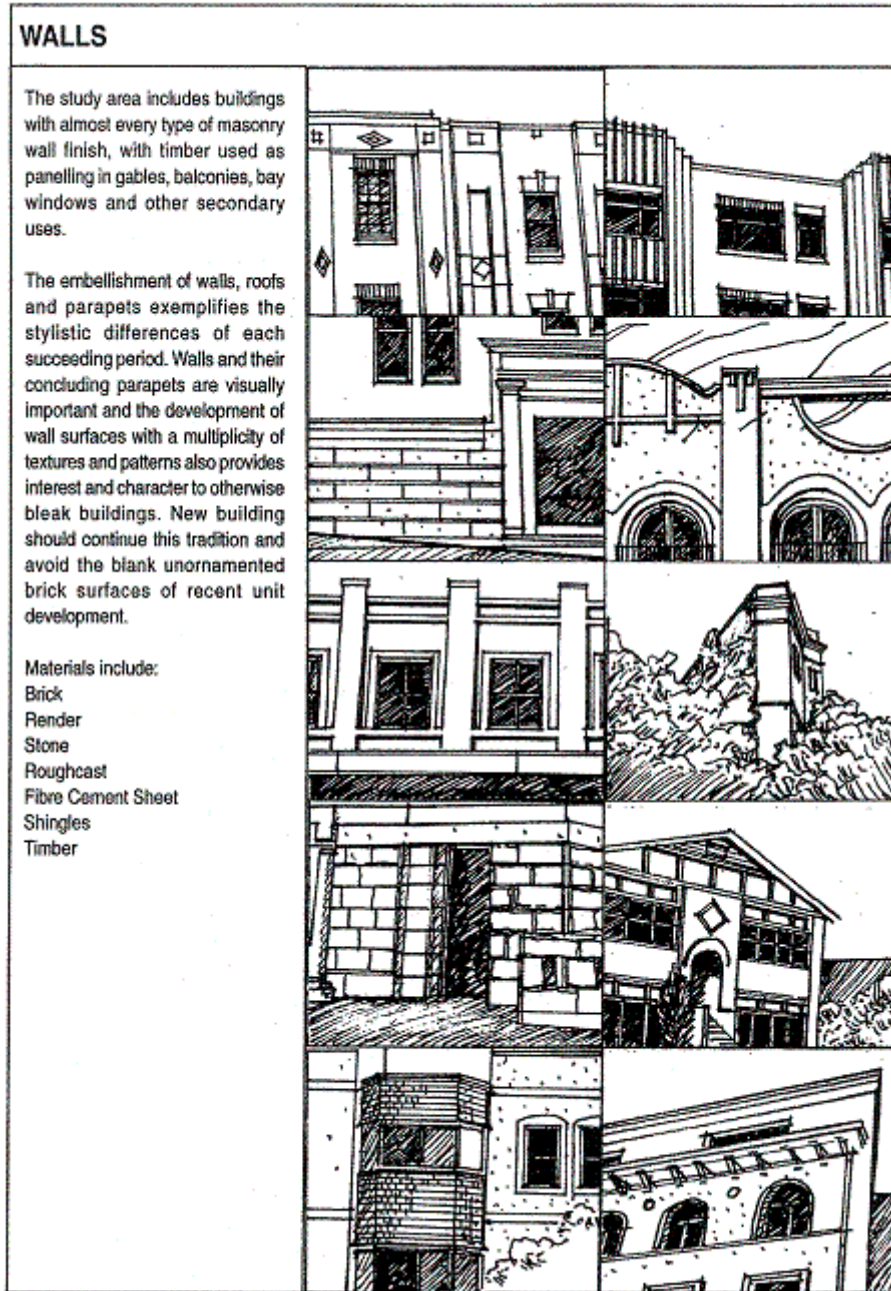 WALLS
The study area includes buildings
with almost every type of masonry
wall finish, with timber used as
panelling in gables, balconies, bay
windows and other secondary
uses.
The embellishment of walls, roofs
and parapets exemplifies the
stylistic differences of each
succeeding period. Walls and their
concluding parapets are visually
important and the development of
wall surfaces with a multiplicity of
textures and patterns also provides
interest and character to otherwise
bleak buildings. New building
should continue this tradition and
avoid the blank unornamented
brick surfaces of recent unit
development.
Materials include:
Brick
Render
Stone
Roughcast
Fibre Cement Sheet
Shingles
Timber